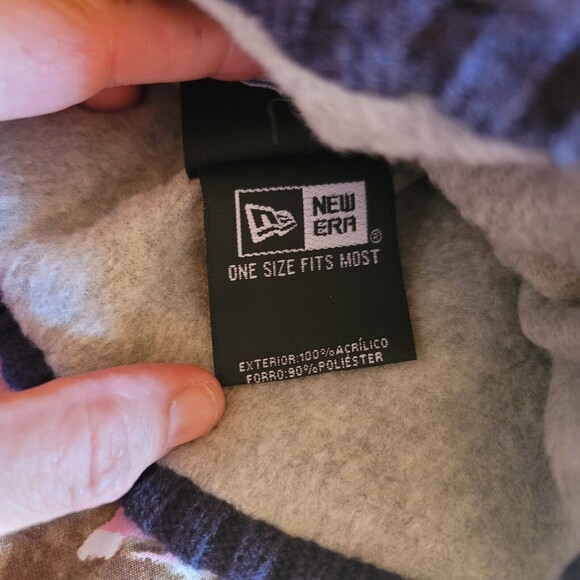 NEW
ERA®
ONE SIZE FITS MOST
EXTERIOR:100%ACRÍLICO
FORRO:90%POLIÉSTER